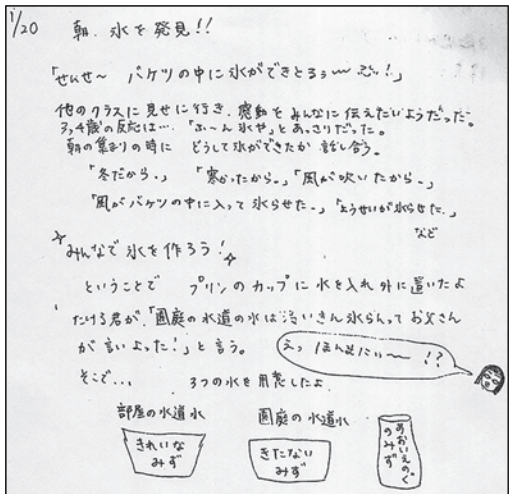 1/20 朝、氷を発見!!
「せんせ〜 バケツの中に氷ができとるぅ〜 !」
他のクラスに見せに行き、感動をみんなに伝えたいようだった。
3,4歳の反応は…「ふ〜ん氷や」とあっさりだった。
朝の集まりの時に どうして氷ができたか 話し合う。
「冬だから。」 「寒かったから。」「風が吹いたから。」
「風がバケツの中に入って氷らせた。」「ようせいが氷らせた。」
など
みんなで氷を作ろう!
ということで プリンのカップに水を入れ外に置いたよ
たける君が、「園庭の水道の水は汚いきん氷らんってお父さん
が言いよった!」と言う。
えっ ほんまにぃ〜 !?
そこで… 3つの水を用意したよ
部屋の水道水
園庭の水道水
きれいな
みず
きたない
みず
あおいえのぐ
のみず